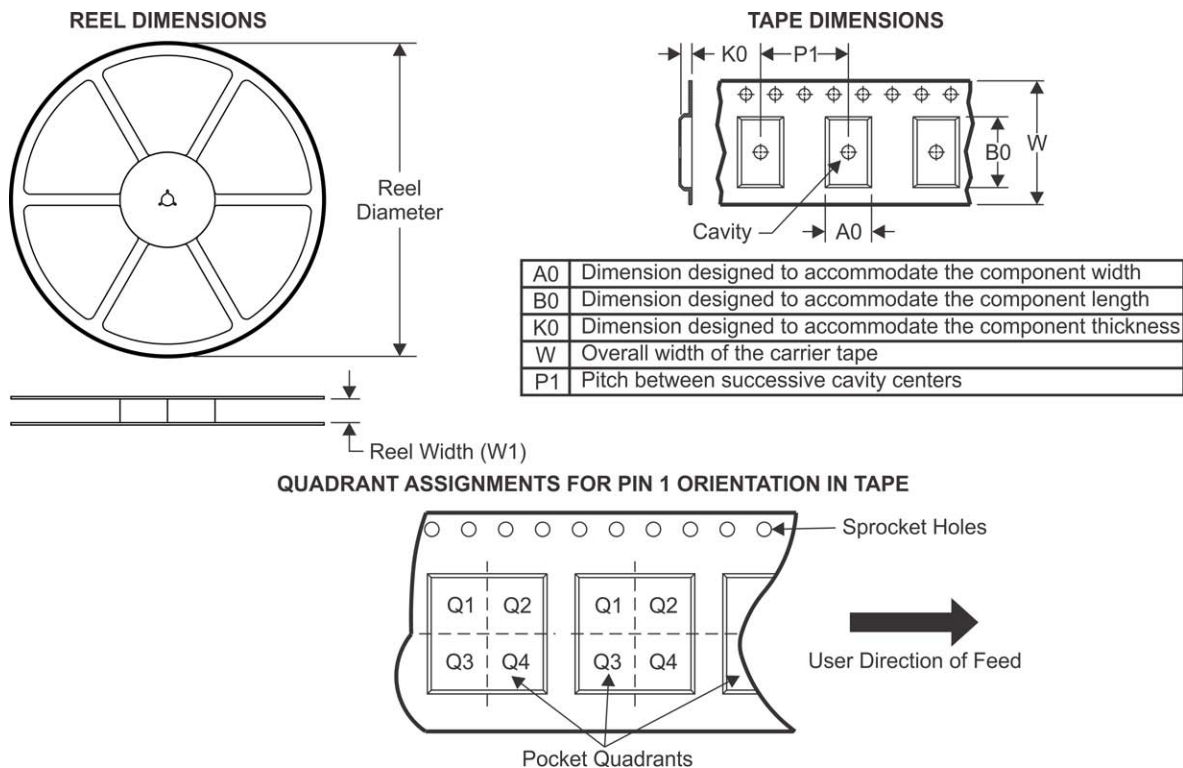 REEL DIMENSIONS
Reel
Diameter
Reel Width (W1)
TAPE DIMENSIONS
K0
P1
B0
W
Cavity
A0
A0 Dimension designed to accommodate the component width
B0 Dimension designed to accommodate the component length
K0 Dimension designed to accommodate the component thickness
W Overall width of the carrier tape
P1 Pitch between successive cavity centers
QUADRANT ASSIGNMENTS FOR PIN 1 ORIENTATION IN TAPE
Sprocket Holes
Q1 Q2 Q1 Q2
Q3 Q4 Q3 Q4
User Direction of Feed
Pocket Quadrants